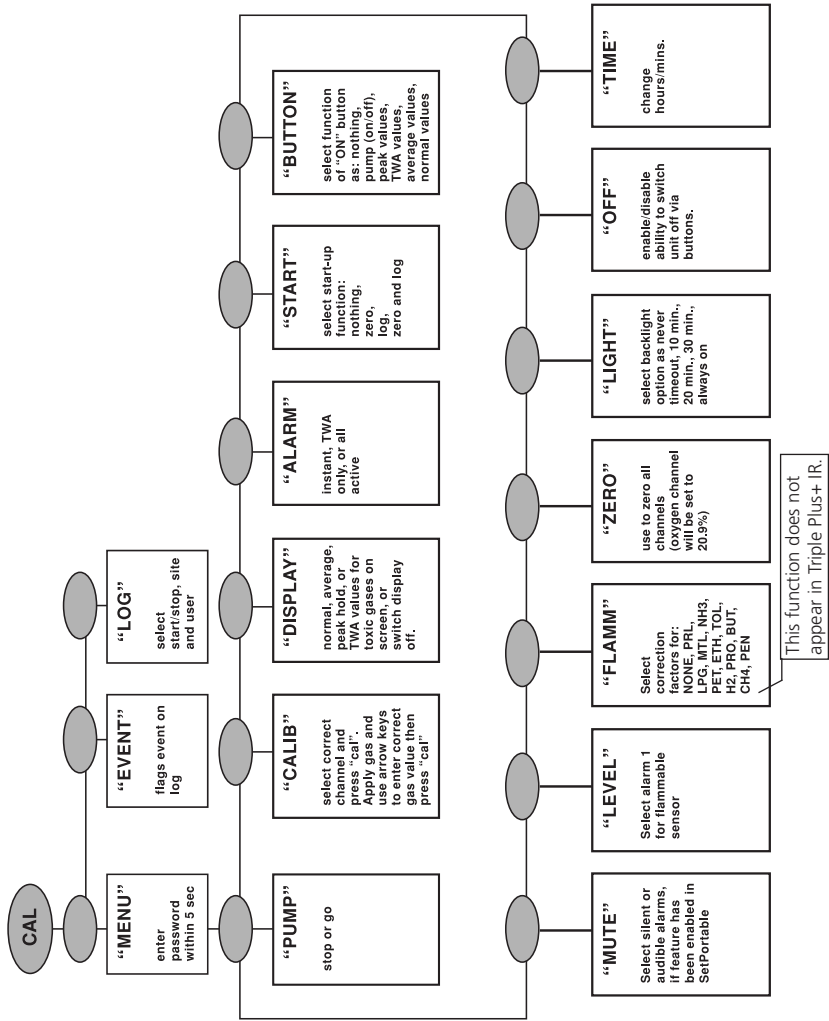 CAL
“MENU”
enter
password
within 5 sec
“EVENT”
flags event on
log
“LOG”
select
start/stop, site
and user
“PUMP”
stop or go
“CALIB”
select correct
channel and
press “cal”.
Apply gas and
use arrow keys
to enter correct
gas value then
press “cal”
“DISPLAY”
normal, average,
peak hold, or
TWA values for
toxic gases on
screen, or
switch display
off.
“ALARM”
instant, TWA
only, or all
active
“START”
select start-up
function:
nothing,
zero,
log,
zero and log
“BUTTON”
select function
of “ON” button
as: nothing,
pump (on/off),
peak values,
TWA values,
average values,
normal values
“MUTE”
Select silent or
audible alarms,
if feature has
been enabled in
SetPortable
“LEVEL”
Select alarm 1
for flammable
sensor
“FLAMM”
Select
correction
factors for:
NONE, PRL,
LPG, MTL, NH3,
PET, ETH, TOL,
H2, PRO, BUT,
CH4, PEN
“ZERO”
use to zero all
channels
(oxygen channel
will be set to
20.9%)
“LIGHT”
select backlight
option as never
timeout, 10 min.,
20 min., 30 min.,
always on
“OFF”
enable/disable
ability to switch
unit off via
buttons.
“TIME”
change
hours/mins.
This function does not
appear in Triple Plus+ IR.